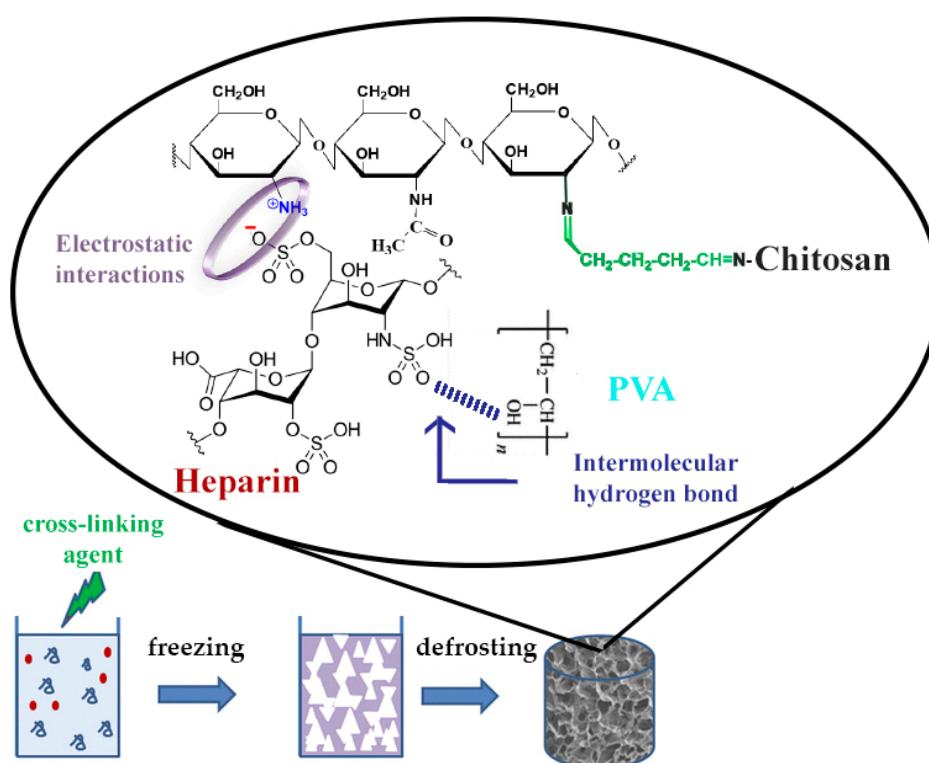 CH₂OH
CH₂OH
CH₂OH
O
O
O
O
O
O
OH
OH
OH
⊕NH₃
NH
C
H₃C
O
N
CH₂-CH₂-CH₂-CH=N-Chitosan
Electrostatic
interactions
−
O
S
O O
O
OH
O
O
O
HN
OH
S
O O
HO
O
OH
O
O
O
OH
S
O O
CH₂—CH
OH
n
PVA
Heparin
Intermolecular
hydrogen bond
cross-linking
agent
freezing
defrosting